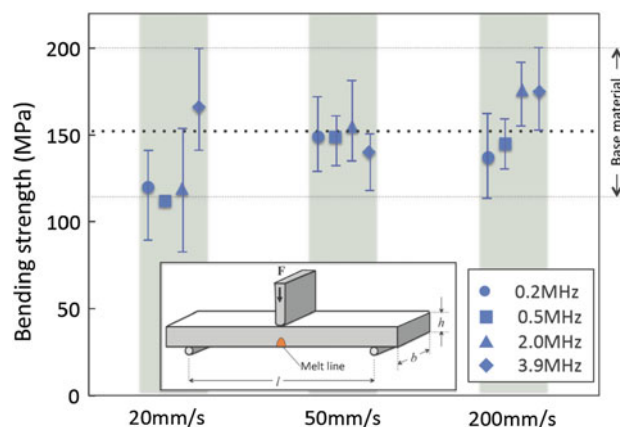 Bending strength (MPa)
200
150
100
50
0
Base material
F
h
b
l
Melt line
0.2MHz
0.5MHz
2.0MHz
3.9MHz
20mm/s
50mm/s
200mm/s